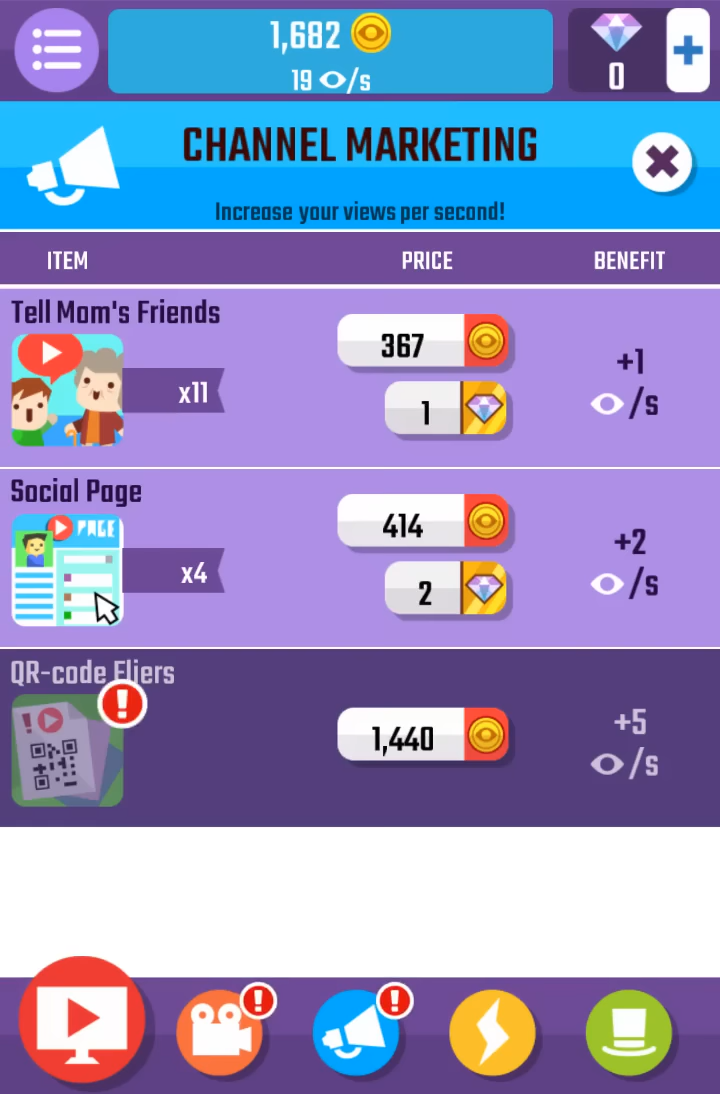 1,682
19 /s
0
CHANNEL MARKETING
Increase your views per second!
ITEM PRICE BENEFIT
Tell Mom's Friends
367
+1
x11
1
/s
Social Page
PAGE
414
+2
x4
2
/s
QR-code Fliers
!
!
1,440
+5
/s
!
!